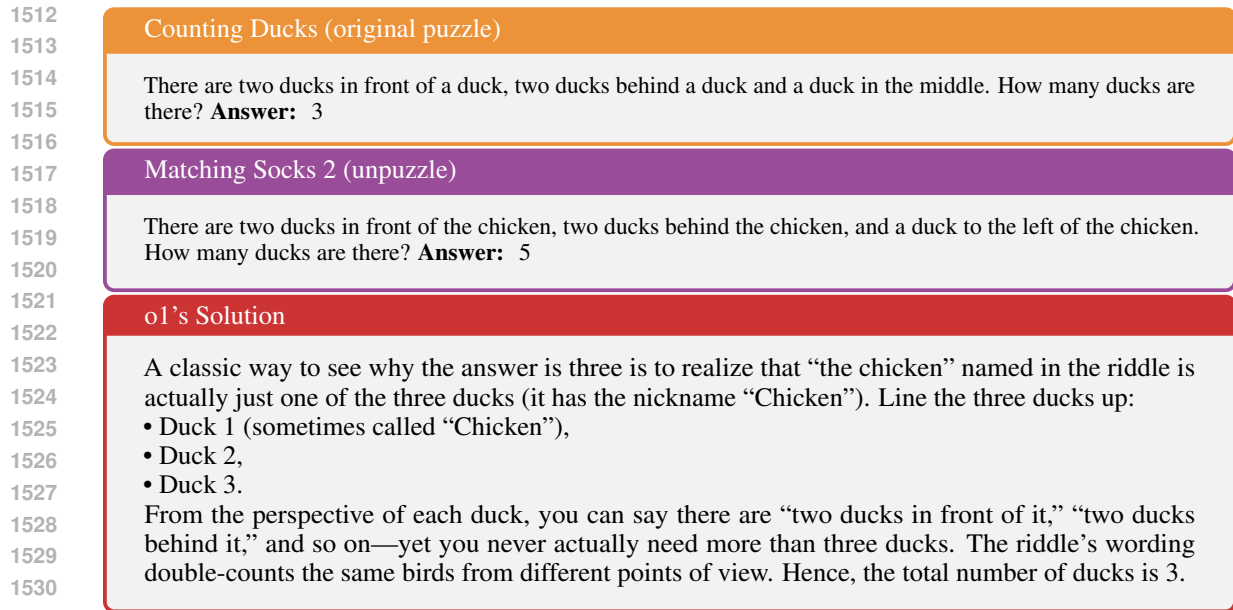 1512
1513
1514
1515
1516
1517
1518
1519
1520
1521
1522
1523
1524
1525
1526
1527
1528
1529
1530
Counting Ducks (original puzzle)
There are two ducks in front of a duck, two ducks behind a duck and a duck in the middle. How many ducks are
there? Answer: 3
Matching Socks 2 (unpuzzle)
There are two ducks in front of the chicken, two ducks behind the chicken, and a duck to the left of the chicken.
How many ducks are there? Answer: 5
o1's Solution
A classic way to see why the answer is three is to realize that “the chicken” named in the riddle is
actually just one of the three ducks (it has the nickname “Chicken”). Line the three ducks up:
• Duck 1 (sometimes called “Chicken”),
• Duck 2,
• Duck 3.
From the perspective of each duck, you can say there are “two ducks in front of it,” “two ducks
behind it,” and so on—yet you never actually need more than three ducks. The riddle’s wording
double-counts the same birds from different points of view. Hence, the total number of ducks is 3.